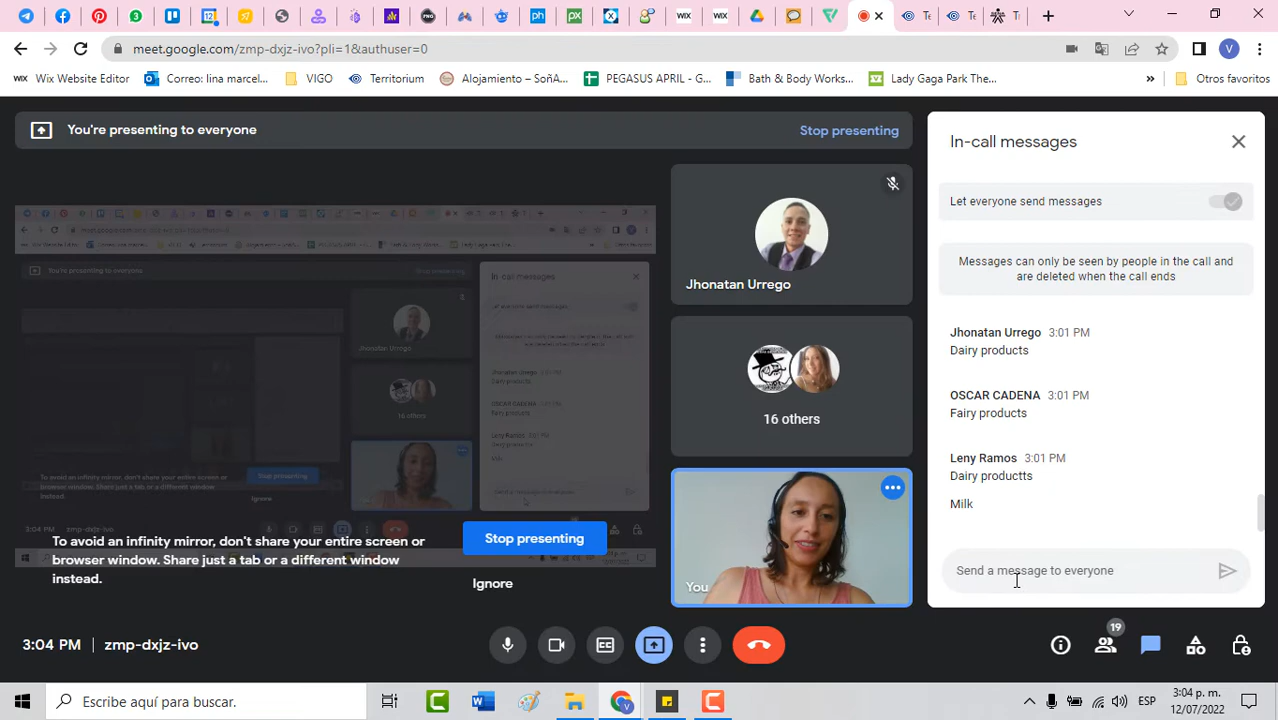 Te
Te
Tr
meet.google.com/zmp-dxjz-ivo?pli=1&authuser=0
V
WIX Wix Website Editor
Correo: lina marcel...
VIGO
Territorium
Alojamiento – SoñA...
PEGASUS APRIL - G...
Bath & Body Works...
Lady Gaga Park The...
»
Otros favoritos
You're presenting to everyone
Stop presenting
In-call messages
Let everyone send messages
Messages can only be seen by people in the call and
are deleted when the call ends
Jhonatan Urrego 3:01 PM
Dairy products
OSCAR CADENA 3:01 PM
Fairy products
Leny Ramos 3:01 PM
Dairy productts
Milk
Send a message to everyone
Jhonatan Urrego
16 others
You
To avoid an infinity mirror, don't share your entire screen or
browser window. Share just a tab or a different window
instead.
Stop presenting
Ignore
3:04 PM
zmp-dxjz-ivo
19
Escribe aquí para buscar.
ESP
3:04 p. m.
12/07/2022